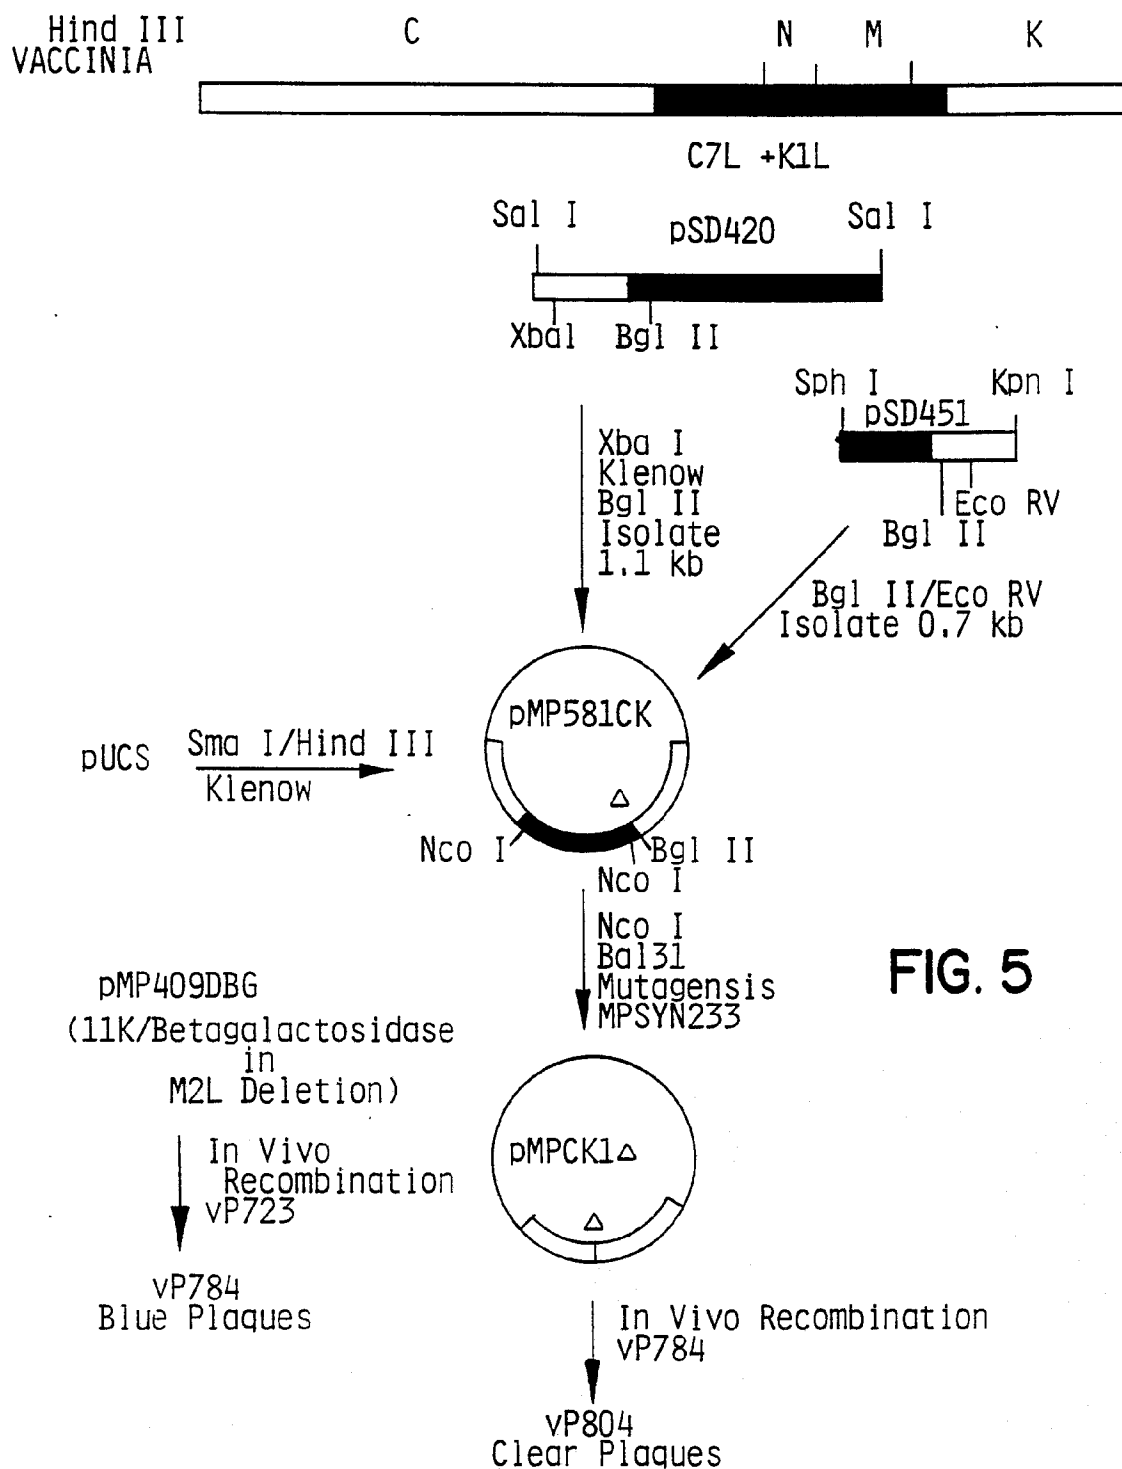 Hind III C N M K
VACCINIA
C7L +K1L
Sal I pSD420 Sal I
XbaI Bgl II
Sph I Kpn I
pSD451
Eco RV
Bgl II
Xba I
Klenow
Bgl II
Isolate
1.1 kb
Bgl II/Eco RV
Isolate 0.7 kb
pMP581CK
pUCS
Sma I/Hind III
Klenow
△
Nco I Bgl II
Nco I
Nco I
Bal31
Mutagensis
MPSYN233
FIG. 5
pMP409DBG
(11K/Betagalactosidase
in
M2L Deletion)
In Vivo
Recombination
vP723
vP784
Blue Plaques
pMPCK1△
△
In Vivo Recombination
vP784
vP804
Clear Plaques